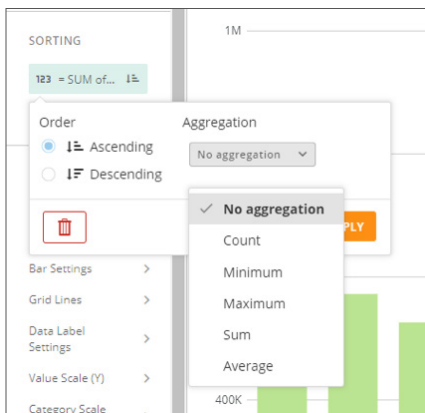 SORTING
1M
123 = SUM of...
Order
Aggregation
Ascending
No aggregation
Descending
No aggregation
Count
Minimum
Maximum
Sum
Average
PLY
Bar Settings
Grid Lines
Data Label
Settings
Value Scale (Y)
Category Scale
400K